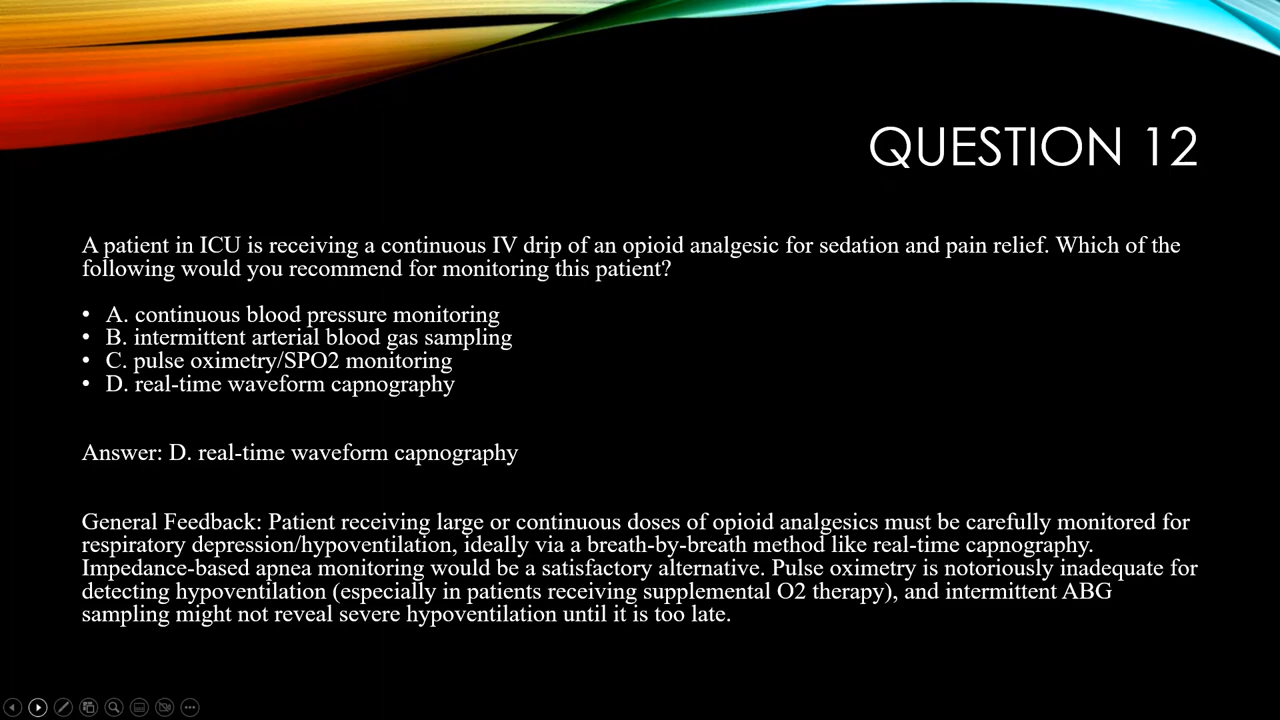 QUESTION 12
A patient in ICU is receiving a continuous IV drip of an opioid analgesic for sedation and pain relief. Which of the
following would you recommend for monitoring this patient?
• A. continuous blood pressure monitoring
• B. intermittent arterial blood gas sampling
• C. pulse oximetry/SPO2 monitoring
• D. real-time waveform capnography
Answer: D. real-time waveform capnography
General Feedback: Patient receiving large or continuous doses of opioid analgesics must be carefully monitored for
respiratory depression/hypoventilation, ideally via a breath-by-breath method like real-time capnography.
Impedance-based apnea monitoring would be a satisfactory alternative. Pulse oximetry is notoriously inadequate for
detecting hypoventilation (especially in patients receiving supplemental O2 therapy), and intermittent ABG
sampling might not reveal severe hypoventilation until it is too late.